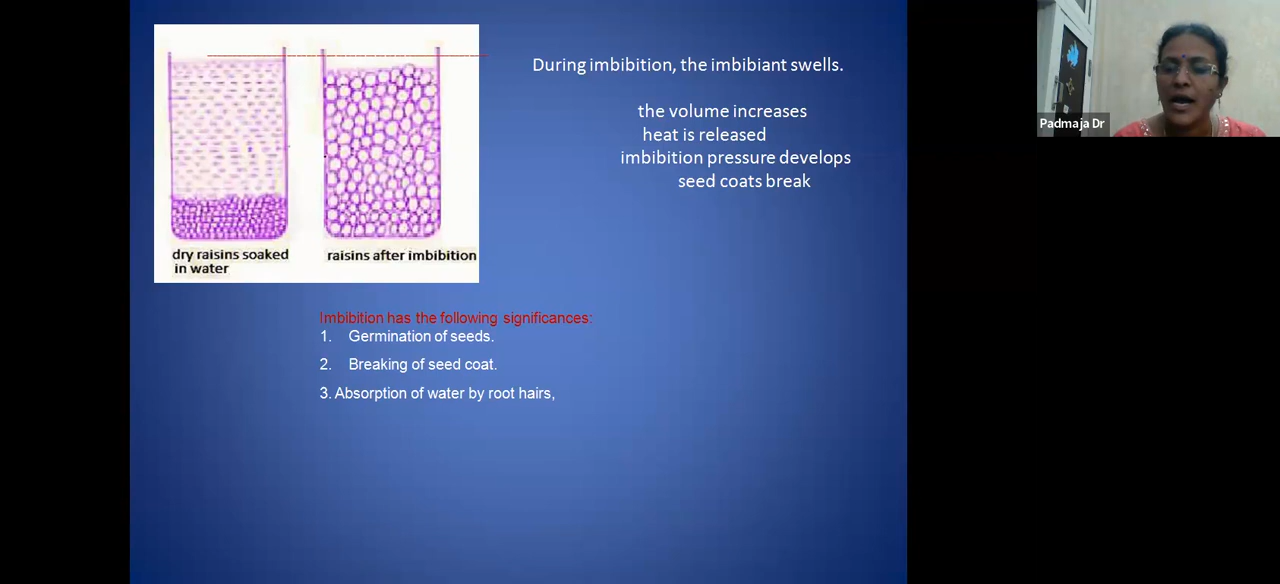 During imbibition, the imbibiant swells.
the volume increases
heat is released
imbibition pressure develops
seed coats break
dry raisins soaked
in water
raisins after imbibition
Imbibition has the following significances:
1. Germination of seeds.
2. Breaking of seed coat.
3. Absorption of water by root hairs,
Padmaja Dr